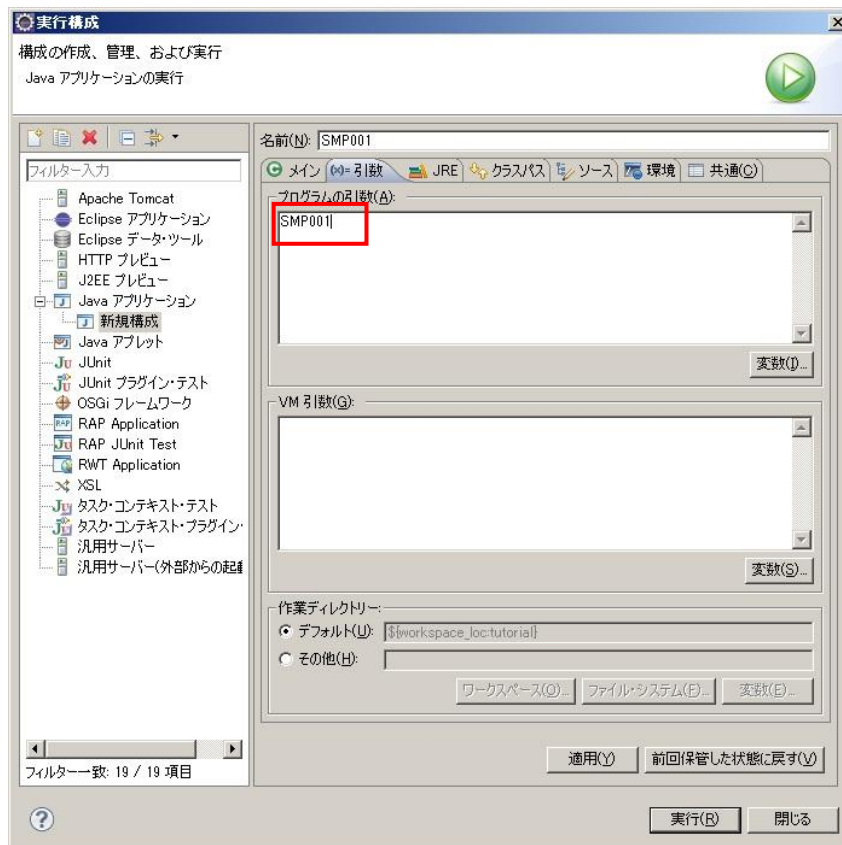 実行構成
構成の作成、管理、および実行
Java アプリケーションの実行
フィルター入力
Apache Tomcat
Eclipse アプリケーション
Eclipse データ・ツール
HTTP プレビュー
J2EE プレビュー
Java アプリケーション
新規構成
Java アプレット
JUnit
JUnit プラグイン・テスト
OSGi フレームワーク
RAP Application
RAP JUnit Test
RWT Application
XSL
タスク・コンテキスト・テスト
タスク・コンテキスト・プラグイン・
汎用サーバー
汎用サーバー(外部からの起動
フィルター一致: 19 / 19 項目
名前(N): SMP001
メイン (x)= 引数 JRE クラスパス ソース 環境 共通(C)
プログラムの引数(A):
SMP001
変数(I)...
VM 引数(G):
変数(S)...
作業ディレクトリー:
デフォルト(U): ${workspace_loc:tutorial}
その他(H):
ワークスペース(O)... ファイル・システム(F)... 変数(E)...
適用(Y) 前回保管した状態に戻す(V)
実行(R) 閉じる